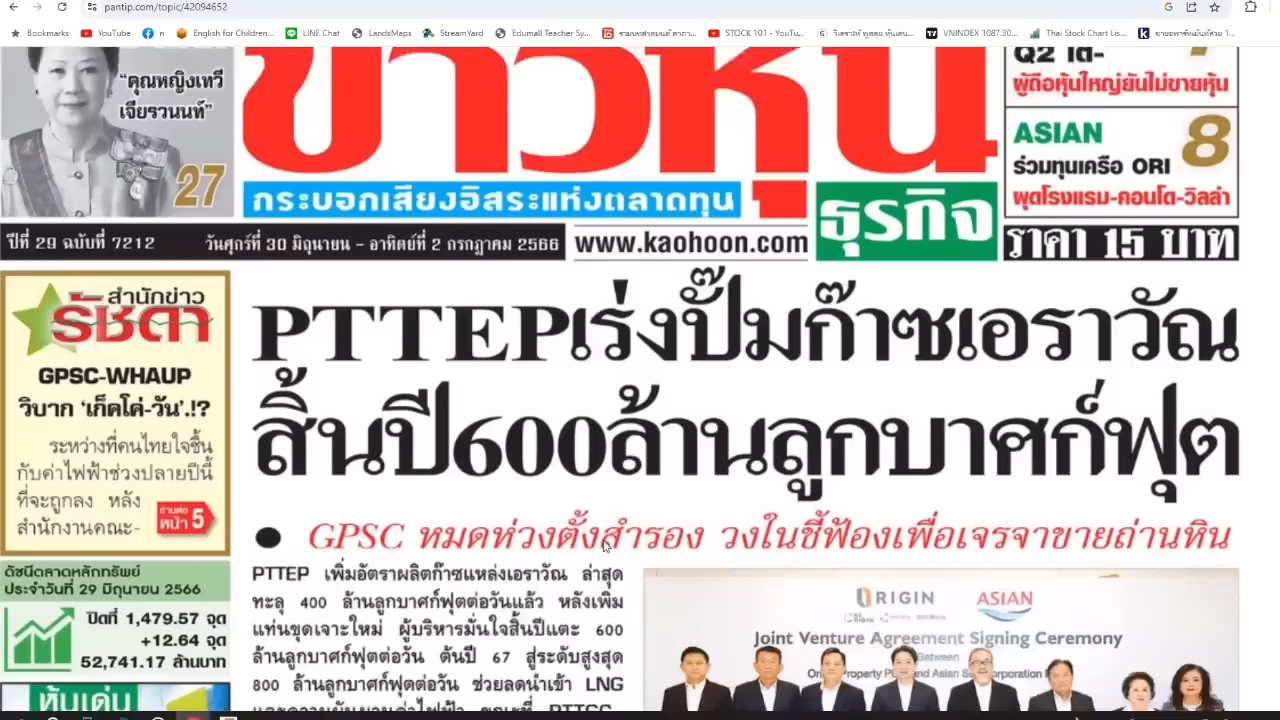 pantip.com/topic/42094652
Bookmarks
YouTube
English for Children...
LINE Chat
LandsMaps
StreamYard
Edumall Teacher Sy...
STOCK 101 - YouTu...
VNINDEX 1087.30...
Thai Stock Chart Lis...
“คุณหญิงเทวี
เจียรวนนท์”
27
ข่าวหุ้น
กระบอกเสียงอิสระแห่งตลาดทุน
ธุรกิจ
ผู้ถือหุ้นใหญ่ยันไม่ขายหุ้น
ASIAN
8
ร่วมทุนเครือ ORI
ผุดโรงแรม-คอนโด-วิลล่า
ปีที่ 29 ฉบับที่ 7212
วันศุกร์ที่ 30 มิถุนายน - อาทิตย์ที่ 2 กรกฎาคม 2566
www.kaohoon.com
ราคา 15 บาท
สำนักข่าว
รัชดา
GPSC-WHAUP
วิบาก ‘เก็คโค่-วัน’.!?
ระหว่างที่คนไทยใจชื้น
กับค่าไฟฟ้าช่วงปลายปีนี้
ที่จะถูกลง หลัง
สำนักงานคณะ-
อ่านต่อ
หน้า 5
PTTEPเร่งปั๊มก๊าซเอราวัณ
สิ้นปี600ล้านลูกบาศก์ฟุต
● GPSC หมดห่วงตั้งสำรอง วงในชี้ฟ้องเพื่อเจรจาขายถ่านหิน
ดัชนีตลาดหลักทรัพย์
ประจำวันที่ 29 มิถุนายน 2566
ปิดที่ 1,479.57 จุด
+12.64 จุด
52,741.17 ล้านบาท
หุ้นเด่น
PTTEP เพิ่มอัตราผลิตก๊าซแหล่งเอราวัณ ล่าสุด
ทะลุ 400 ล้านลูกบาศก์ฟุตต่อวันแล้ว หลังเพิ่ม
แท่นขุดเจาะใหม่ ผู้บริหารมั่นใจสิ้นปีแตะ 600
ล้านลูกบาศก์ฟุตต่อวัน ต้นปี 67 สู่ระดับสูงสุด
800 ล้านลูกบาศก์ฟุตต่อวัน ช่วยลดนำเข้า LNG
ORIGIN
ASIAN
Joint Venture Agreement Signing Ceremony
Between